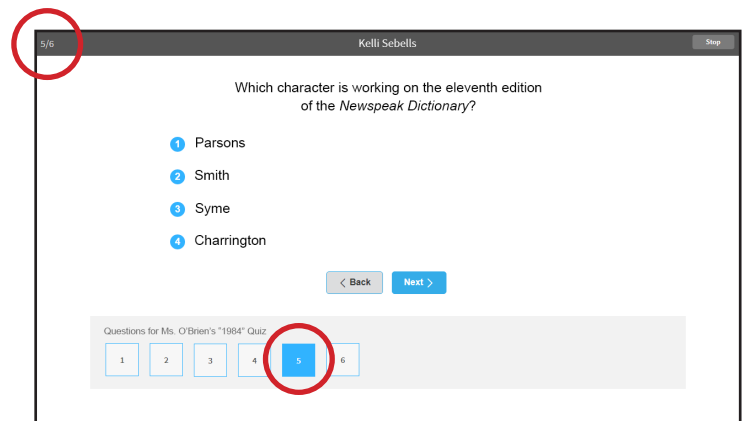 5/6
Kelli Sebells
Stop
Which character is working on the eleventh edition
of the Newspeak Dictionary?
1 Parsons
2 Smith
3 Syme
4 Charrington
Back
Next
Questions for Ms. O'Brien's "1984" Quiz
1 2 3 4 5 6